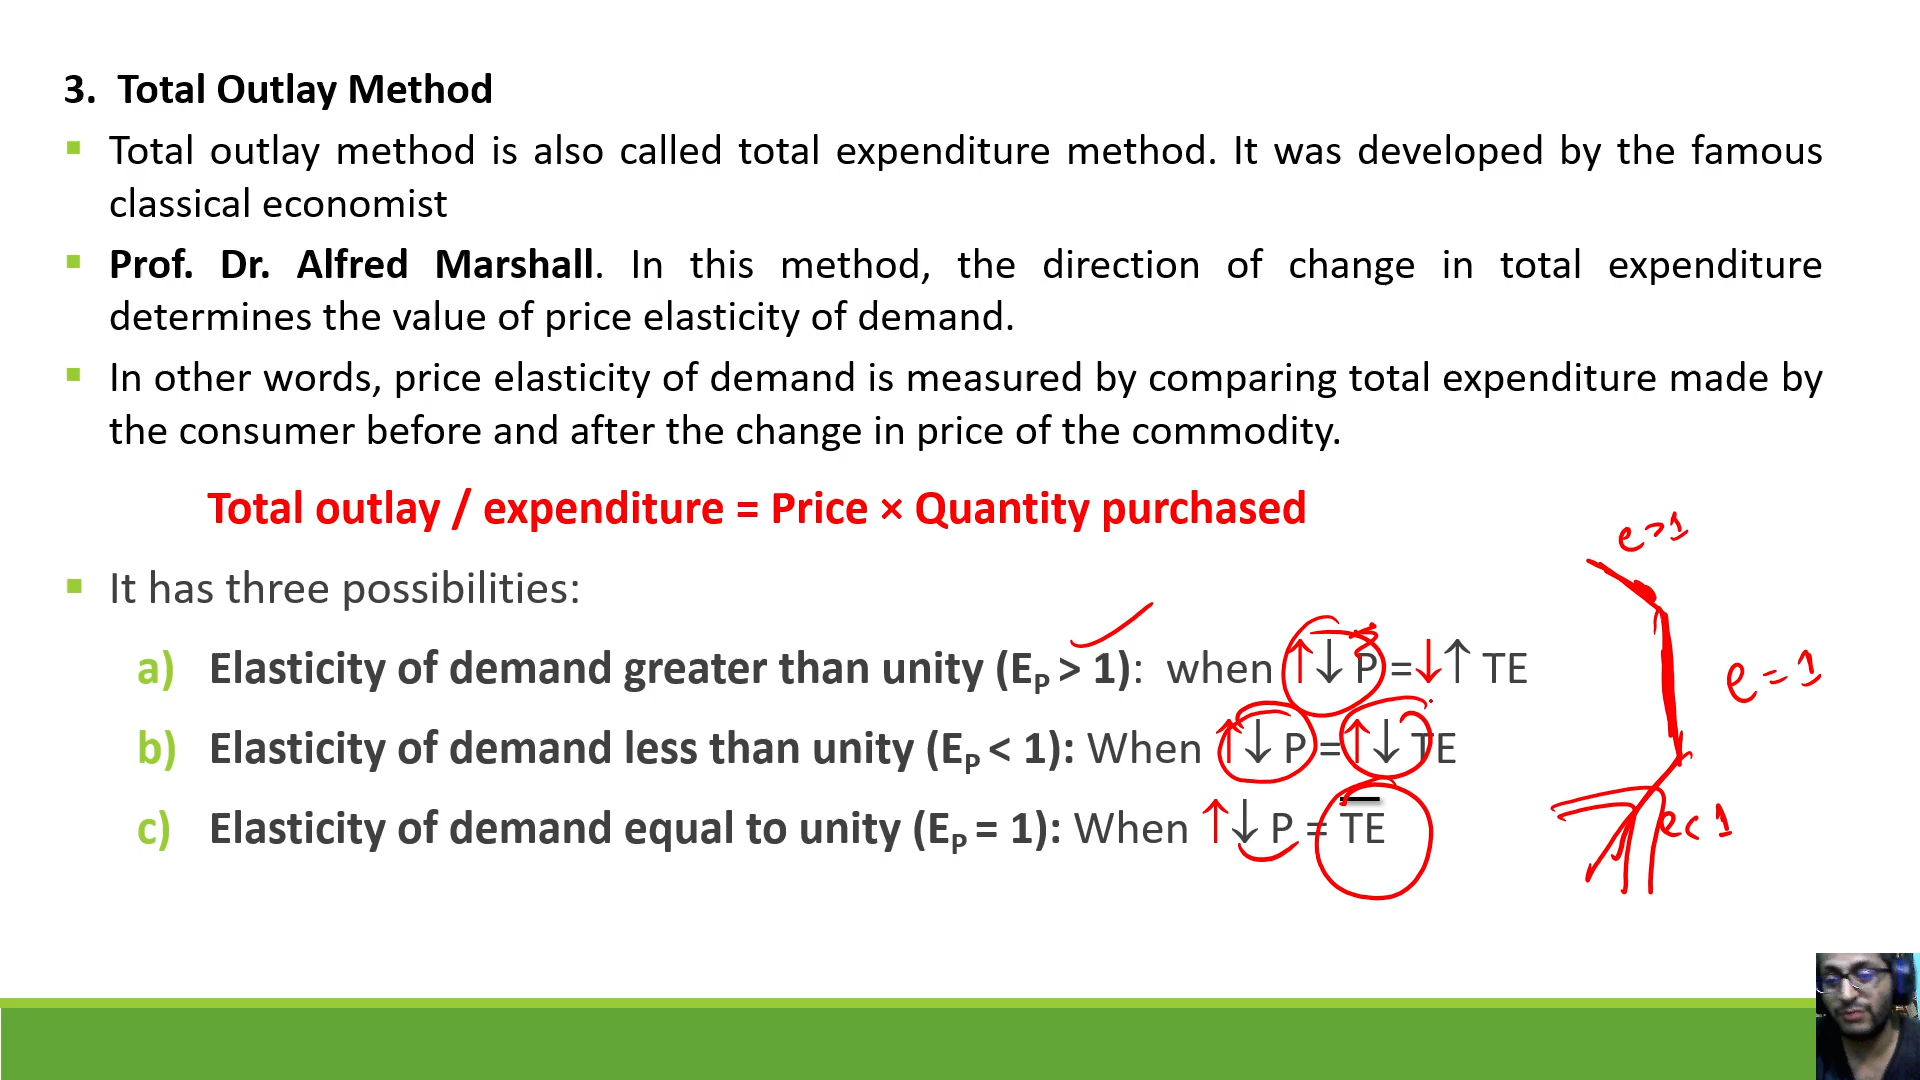 3. Total Outlay Method
▪ Total outlay method is also called total expenditure method. It was developed by the famous
classical economist
▪ Prof. Dr. Alfred Marshall. In this method, the direction of change in total expenditure
determines the value of price elasticity of demand.
▪ In other words, price elasticity of demand is measured by comparing total expenditure made by
the consumer before and after the change in price of the commodity.
Total outlay / expenditure = Price × Quantity purchased
▪ It has three possibilities:
a) Elasticity of demand greater than unity (E_P > 1): when ↑↓ P =↓↑ TE
b) Elasticity of demand less than unity (E_P < 1): When ↑↓ P =↑↓ TE
c) Elasticity of demand equal to unity (E_P = 1): When ↑↓ P = T̅E̅
e>1
e=1
e<1